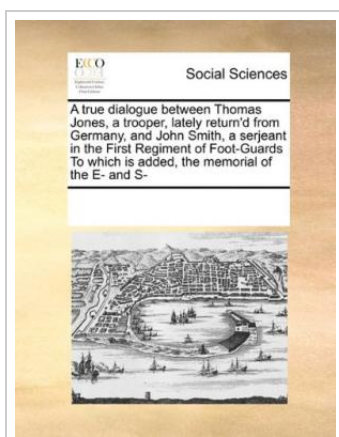 ECCO
Social Sciences
A true dialogue between Thomas
Jones, a trooper, lately return'd from
Germany, and John Smith, a serjeant
in the First Regiment of Foot-Guards
To which is added, the memorial of
the E- and S-